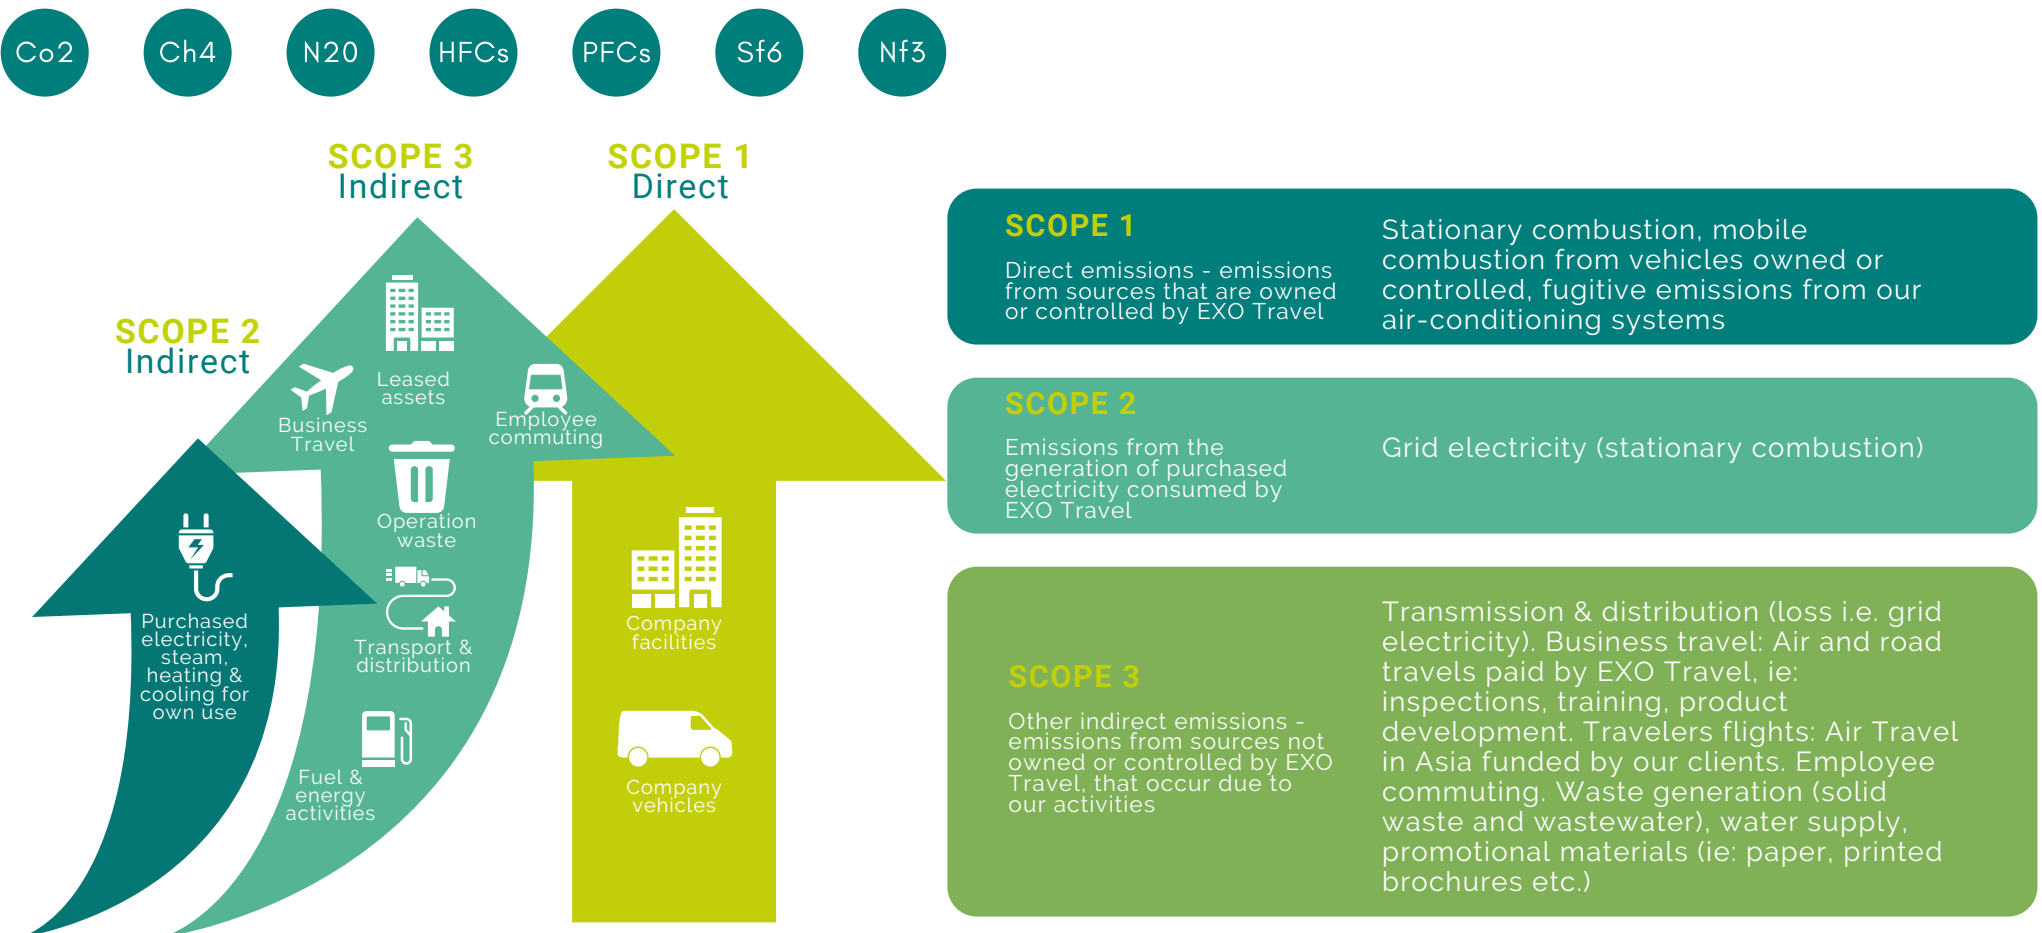 Co2
Ch4
N20
HFCs
PFCs
Sf6
Nf3
SCOPE 3
Indirect
SCOPE 1
Direct
SCOPE 2
Indirect
Leased
assets
Business
Travel
Employee
commuting
Operation
waste
Transport &
distribution
Fuel &
energy
activities
Purchased
electricity,
steam,
heating &
cooling for
own use
Company
facilities
Company
vehicles
SCOPE 1
Direct emissions - emissions
from sources that are owned
or controlled by EXO Travel
Stationary combustion, mobile
combustion from vehicles owned or
controlled, fugitive emissions from our
air-conditioning systems
SCOPE 2
Emissions from the
generation of purchased
electricity consumed by
EXO Travel
Grid electricity (stationary combustion)
SCOPE 3
Other indirect emissions -
emissions from sources not
owned or controlled by EXO
Travel, that occur due to
our activities
Transmission & distribution (loss i.e. grid
electricity). Business travel: Air and road
travels paid by EXO Travel, ie:
inspections, training, product
development. Travelers flights: Air Travel
in Asia funded by our clients. Employee
commuting. Waste generation (solid
waste and wastewater), water supply,
promotional materials (ie: paper, printed
brochures etc.)